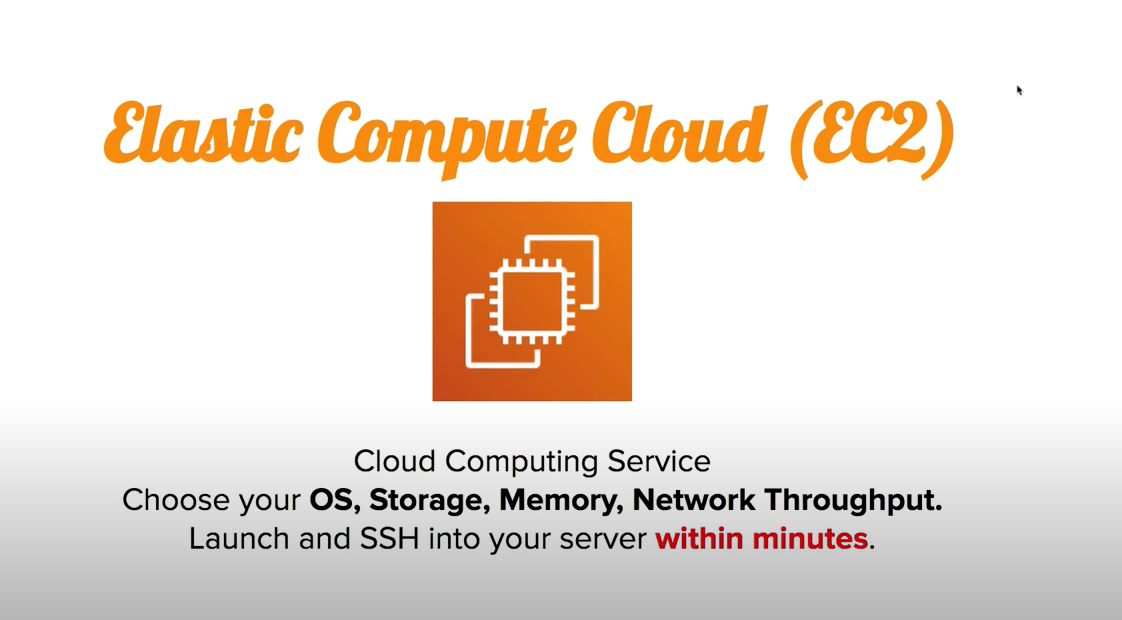 Elastic Compute Cloud (EC2)
Cloud Computing Service
Choose your OS, Storage, Memory, Network Throughput.
Launch and SSH into your server within minutes.